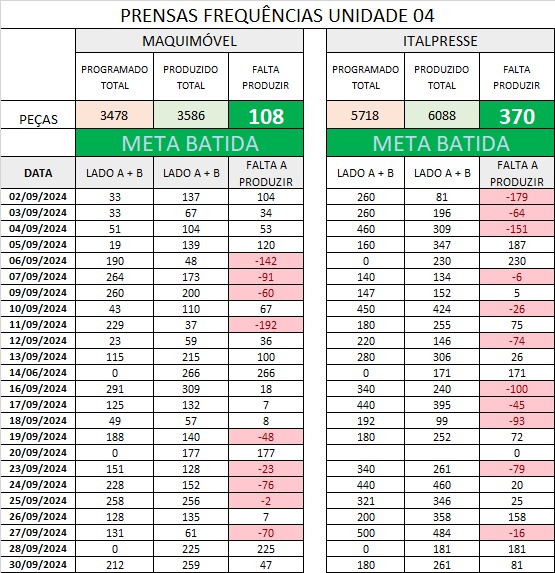 PRENSAS FREQUÊNCIAS UNIDADE 04
MAQUIMÓVEL ITALPRESSE
PROGRAMADO TOTAL PRODUZIDO TOTAL FALTA PRODUZIR PROGRAMADO TOTAL PRODUZIDO TOTAL FALTA PRODUZIR
PEÇAS 3478 3586 108 5718 6088 370
META BATIDA META BATIDA
DATA LADO A + B LADO A + B FALTA A PRODUZIR LADO A + B LADO A + B FALTA A PRODUZIR
02/09/2024 33 137 104 260 81 -179
03/09/2024 33 67 34 260 196 -64
04/09/2024 51 104 53 460 309 -151
05/09/2024 19 139 120 160 347 187
06/09/2024 190 48 -142 0 230 230
07/09/2024 264 173 -91 140 134 -6
09/09/2024 260 200 -60 147 152 5
10/09/2024 43 110 67 450 424 -26
11/09/2024 229 37 -192 180 255 75
12/09/2024 23 59 36 220 146 -74
13/09/2024 115 215 100 280 306 26
14/06/2024 0 266 266 0 171 171
16/09/2024 291 309 18 340 240 -100
17/09/2024 125 132 7 440 395 -45
18/09/2024 49 57 8 192 99 -93
19/09/2024 188 140 -48 180 252 72
20/09/2024 0 177 177 0
23/09/2024 151 128 -23 340 261 -79
24/09/2024 228 152 -76 440 460 20
25/09/2024 258 256 -2 321 346 25
26/09/2024 128 135 7 200 358 158
27/09/2024 131 61 -70 500 484 -16
28/09/2024 0 225 225 0 181 181
30/09/2024 212 259 47 180 261 81